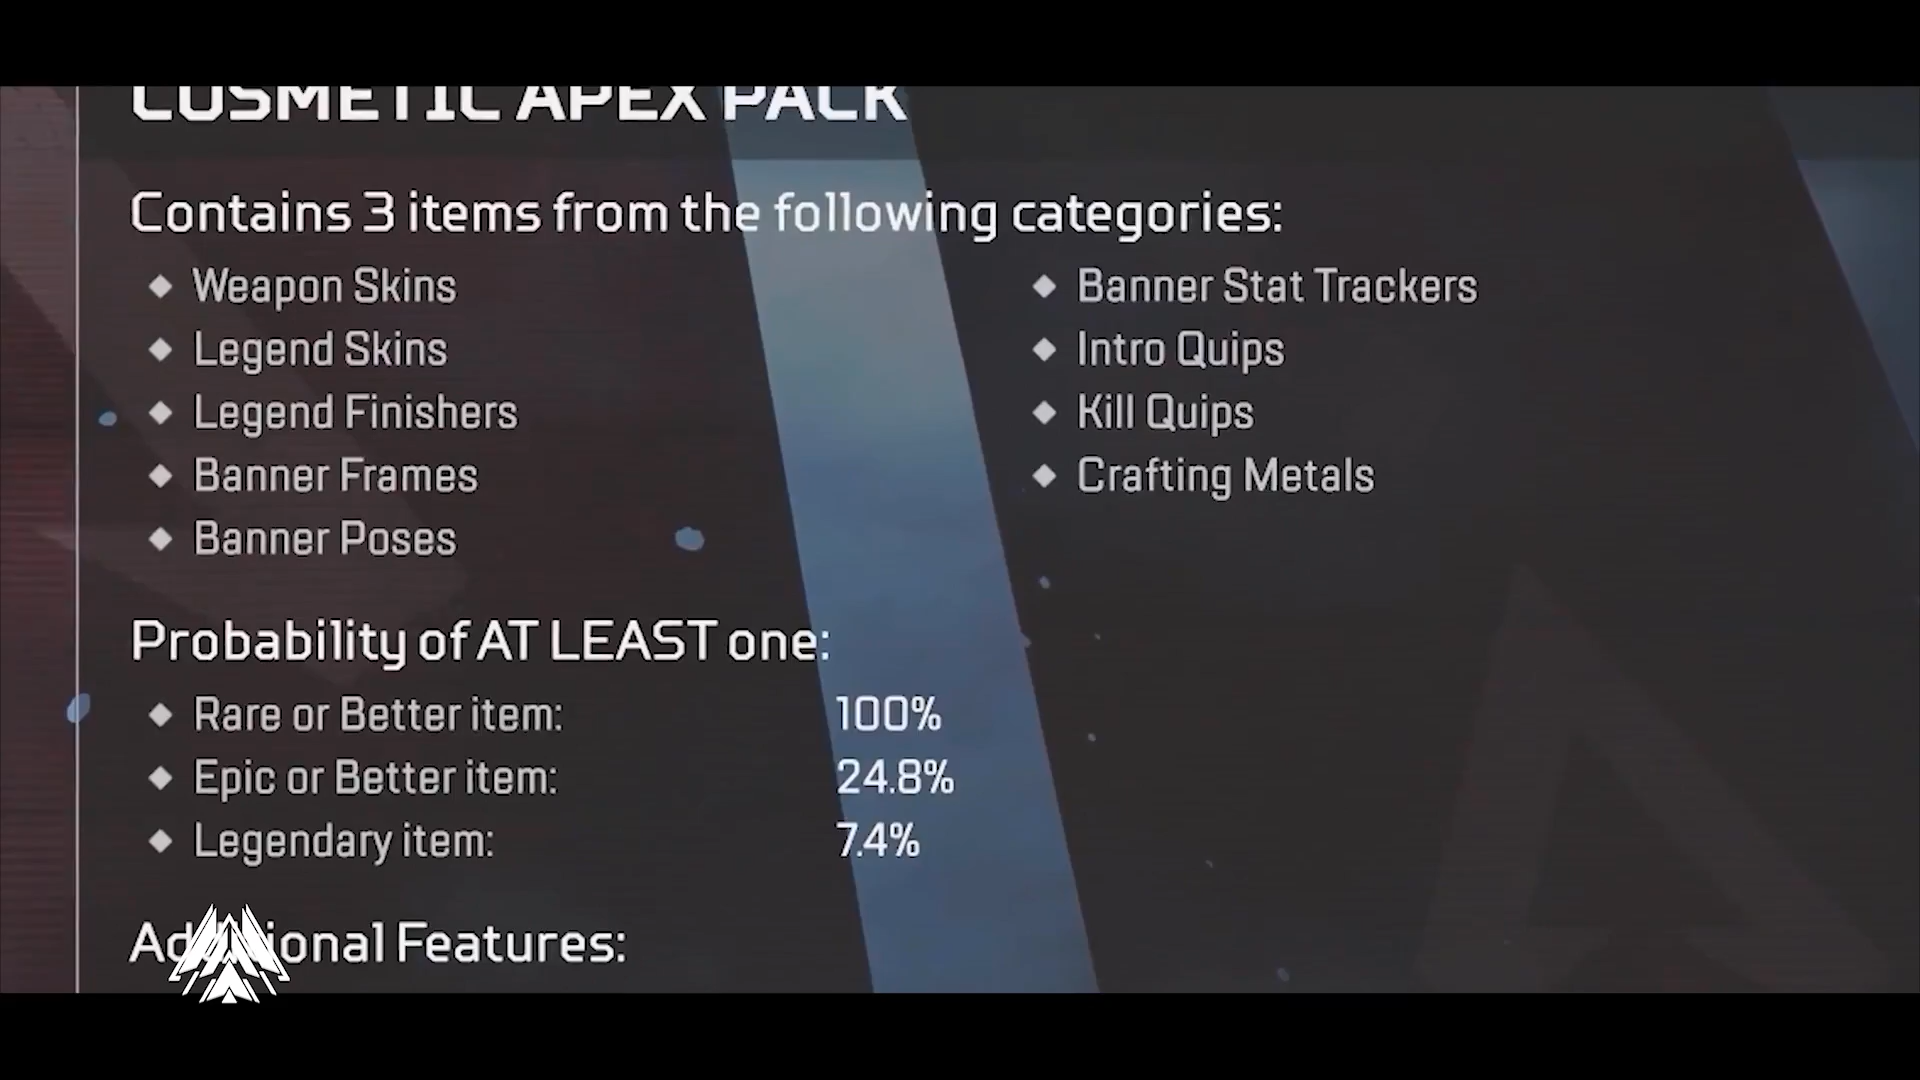 COSMETIC APEX PACK
Contains 3 items from the following categories:
Weapon Skins
Legend Skins
Legend Finishers
Banner Frames
Banner Poses
Banner Stat Trackers
Intro Quips
Kill Quips
Crafting Metals
Probability of AT LEAST one:
Rare or Better item: 100%
Epic or Better item: 24.8%
Legendary item: 7.4%
Additional Features: